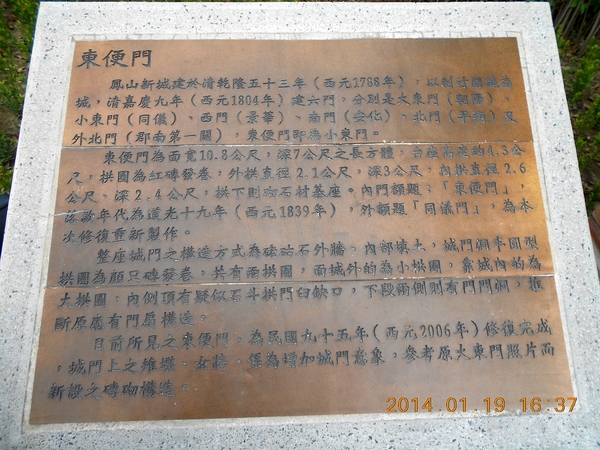 東便門
鳳山新城建於清乾隆五十三年（西元1788年），以刺竹圍植為
城，清嘉慶九年（西元1804年）建六門，分別是大東門（朝陽）、
小東門（同儀）、西門（景華）、南門（安化）、北門（平朔）及
外北門（郡南第一關），東便門即為小東門。
東便門為面寬10.8公尺，深7公尺之長方體，台座高度約4.3公
尺，拱圈為紅磚發卷，外拱直徑2.1公尺，深3公尺，內拱直徑2.6
公尺、深2.4公尺，拱下則砌石材基座。內門額題：「東便門」，
落款年代為道光十九年（西元1839年），外額題「同儀門」，為本
次修復重新製作。
整座城門之構造方式為砝砧石外牆，內部填土，城門洞半圓型
拱圈為顏只磚發卷，共有兩拱圈，面城外的為小拱圈，靠城內的為
大拱圈；內側頂有疑似石斗拱門臼缺口，下段兩側則有門閂洞，推
斷原應有門扇構造。
目前所見之東便門，為民國九十五年（西元2006年）修復完成
，城門上之雉堞、女牆，係為增加城門意象，參考原大東門照片而
新設之磚砌構造。
2014.01.19 16:37